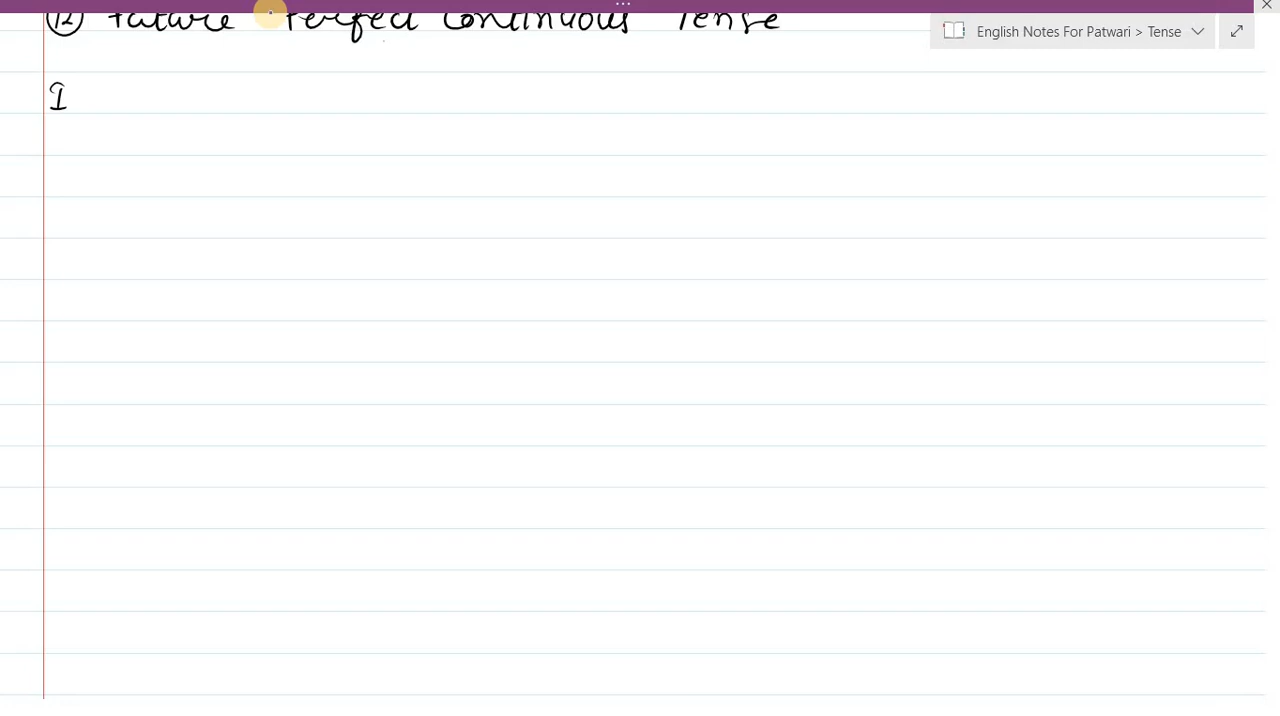 ⑫ Future Perfect Continuous Tense
English Notes For Patwari > Tense
I